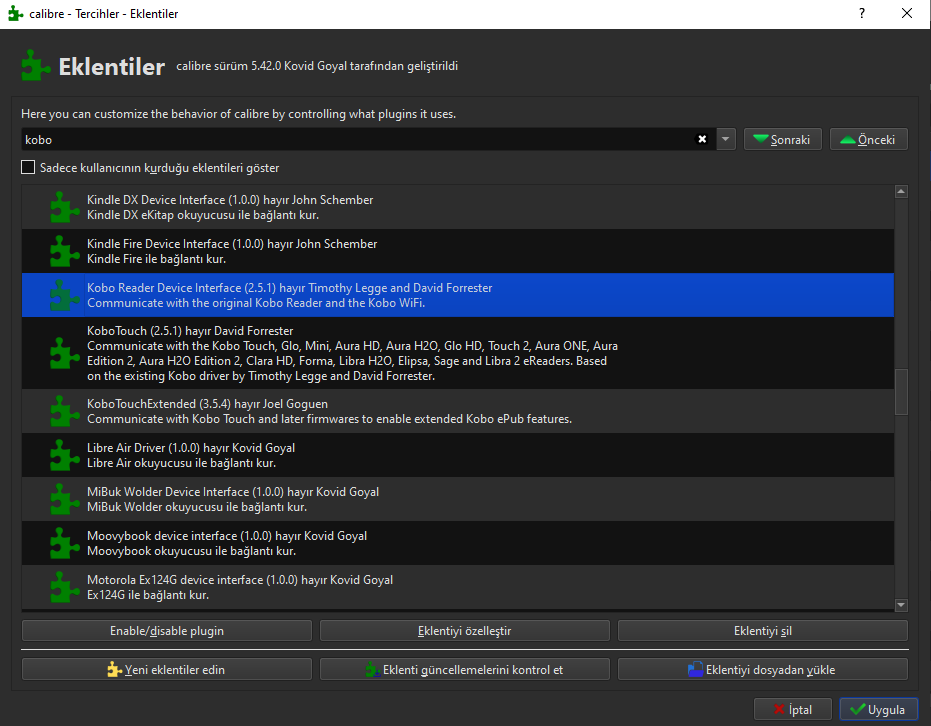 calibre - Tercihler - Eklentiler
?
Eklentiler
calibre sürüm 5.42.0 Kovid Goyal tarafından geliştirildi
Here you can customize the behavior of calibre by controlling what plugins it uses.
kobo
Sonraki
Önceki
Sadece kullanıcının kurduğu eklentileri göster
Kindle DX Device Interface (1.0.0) hayır John Schember
Kindle DX eKitap okuyucusu ile bağlantı kur.
Kindle Fire Device Interface (1.0.0) hayır John Schember
Kindle Fire ile bağlantı kur.
Kobo Reader Device Interface (2.5.1) hayır Timothy Legge and David Forrester
Communicate with the original Kobo Reader and the Kobo WiFi.
KoboTouch (2.5.1) hayır David Forrester
Communicate with the Kobo Touch, Glo, Mini, Aura HD, Aura H2O, Glo HD, Touch 2, Aura ONE, Aura
Edition 2, Aura H2O Edition 2, Clara HD, Forma, Libra H2O, Elipsa, Sage and Libra 2 eReaders. Based
on the existing Kobo driver by Timothy Legge and David Forrester.
KoboTouchExtended (3.5.4) hayır Joel Goguen
Communicate with Kobo Touch and later firmwares to enable extended Kobo ePub features.
Libre Air Driver (1.0.0) hayır Kovid Goyal
Libre Air okuyucusu ile bağlantı kur.
MiBuk Wolder Device Interface (1.0.0) hayır Kovid Goyal
MiBuk Wolder okuyucusu ile bağlantı kur.
Moovybook device interface (1.0.0) hayır Kovid Goyal
Moovybook okuyucusu ile bağlantı kur.
Motorola Ex124G device interface (1.0.0) hayır Kovid Goyal
Ex124G ile bağlantı kur.
Enable/disable plugin
Eklentiyi özelleştir
Eklentiyi sil
Yeni eklentiler edin
Eklenti güncellemelerini kontrol et
Eklentiyi dosyadan yükle
İptal
Uygula